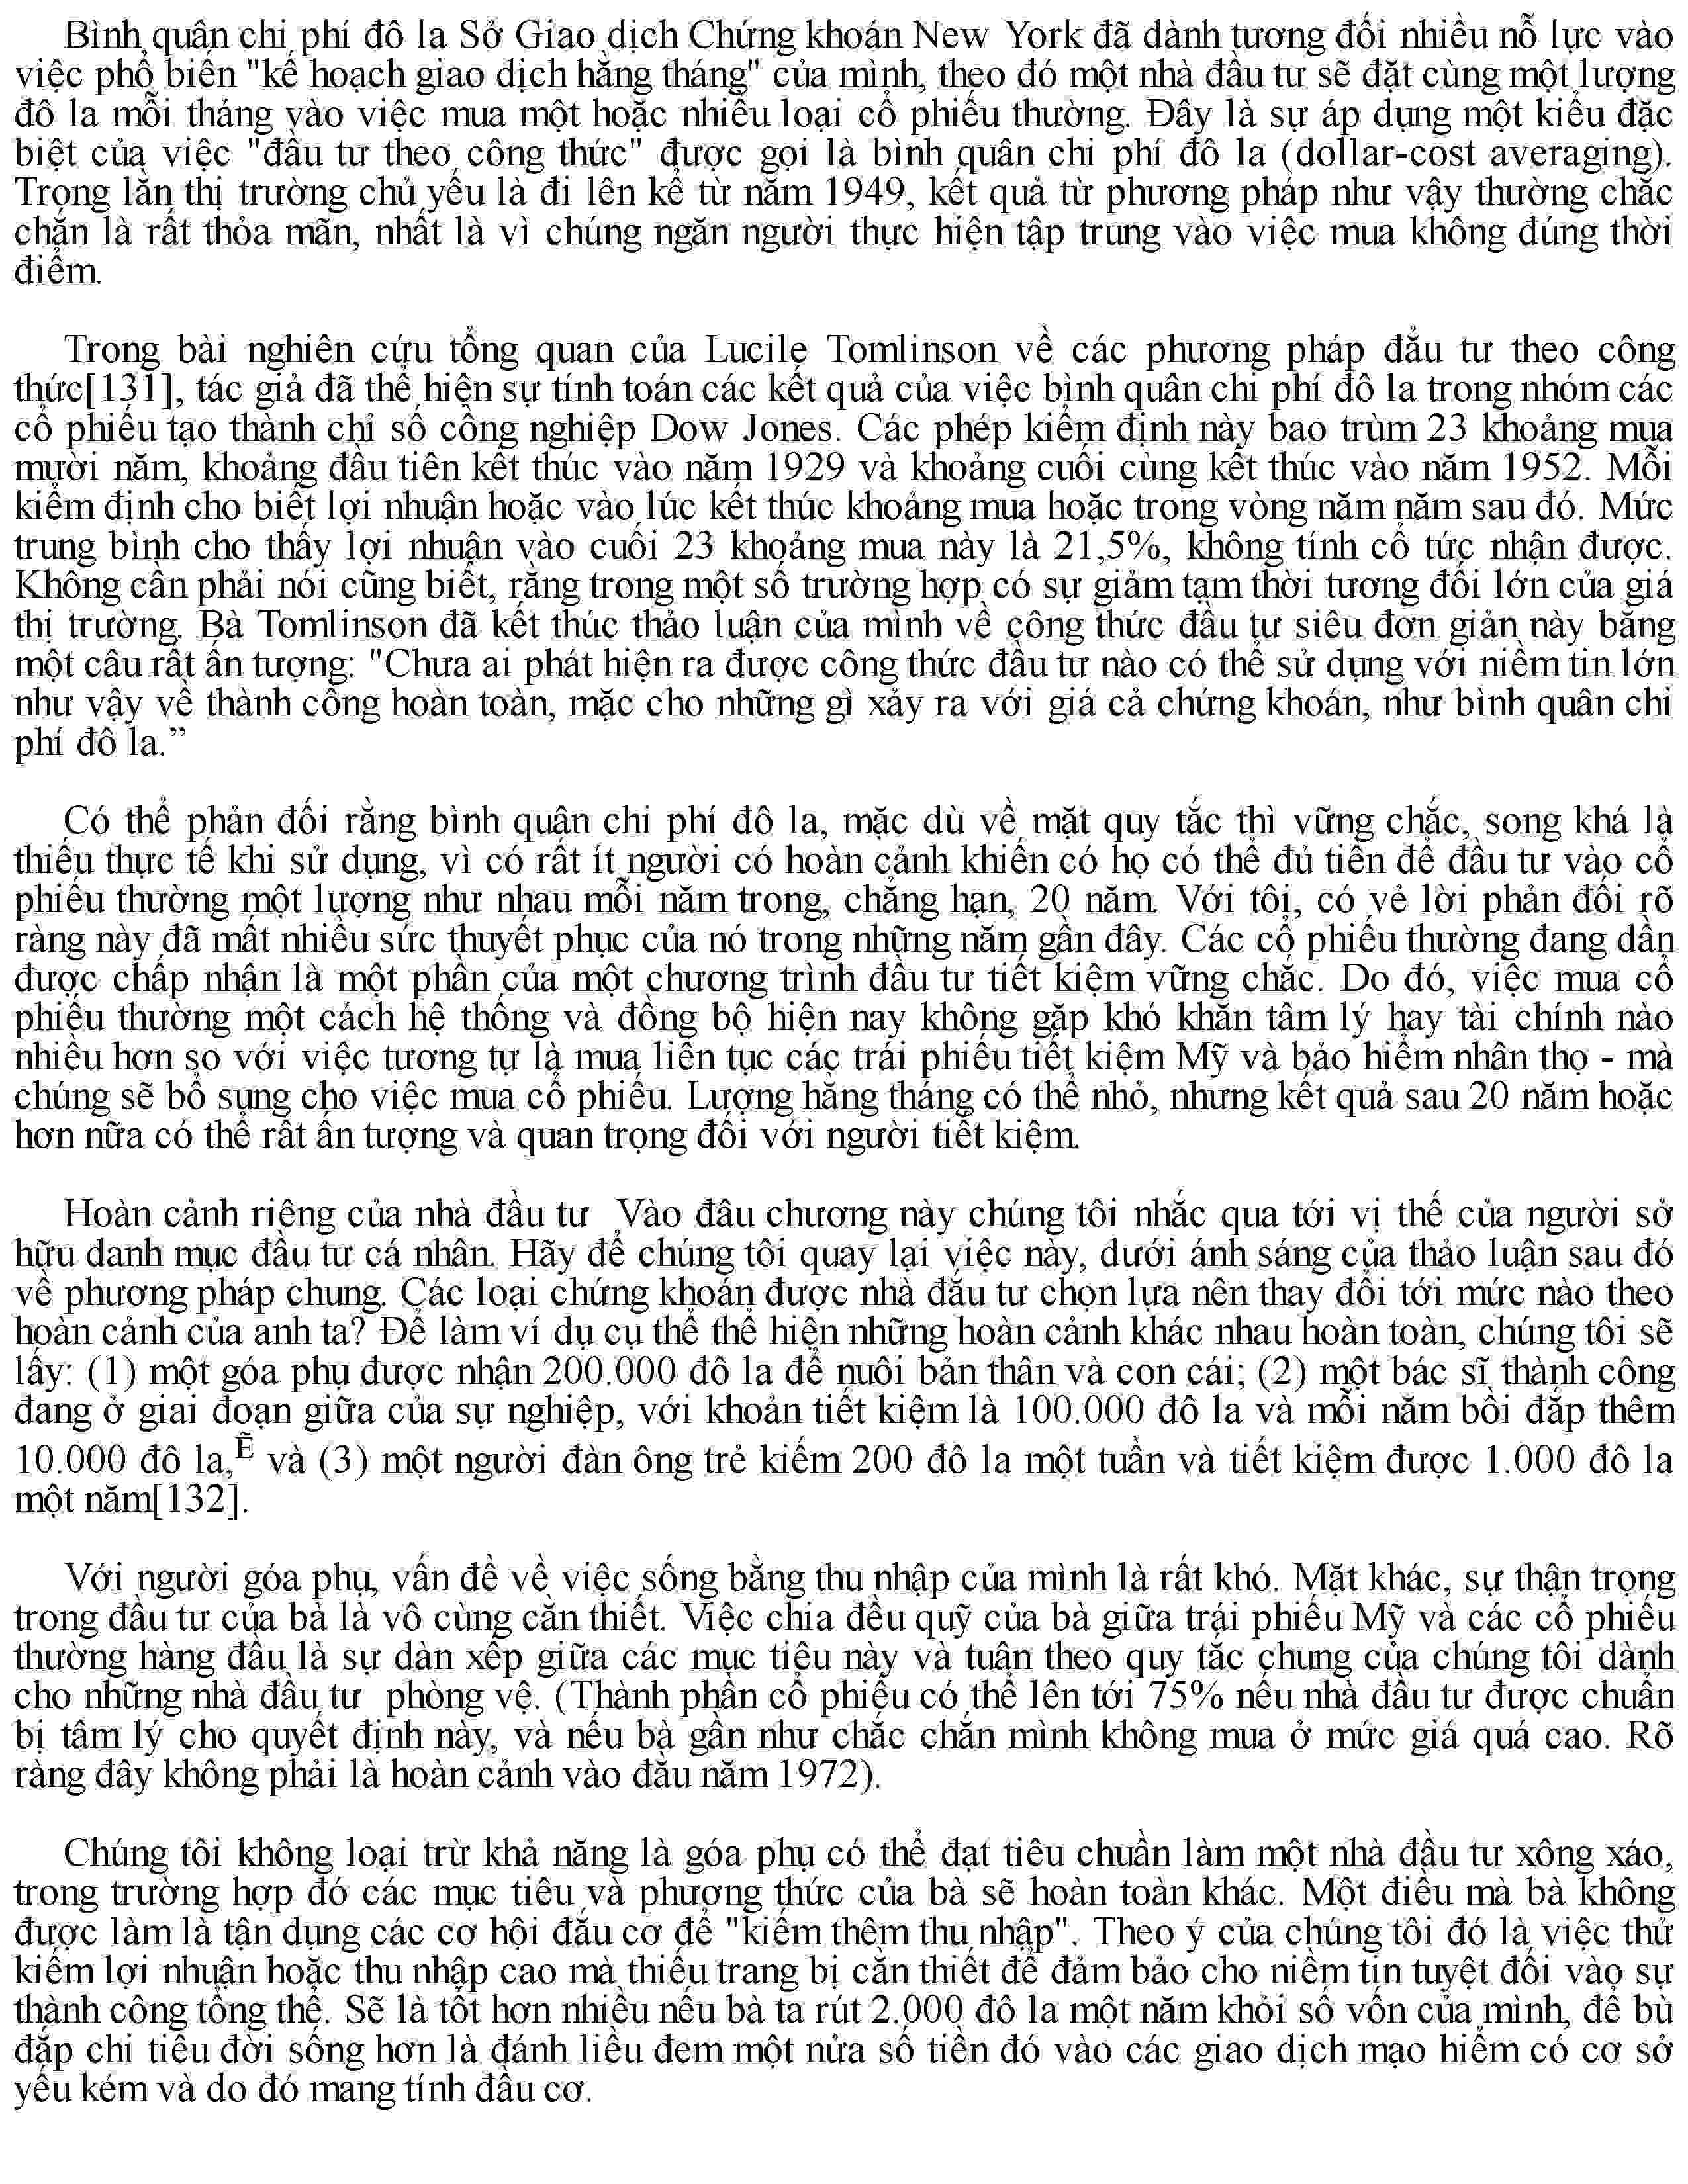 Bình quân chi phí đô la Sở Giao dịch Chứng khoán New York đã dành tương đối nhiều nỗ lực vào
việc phổ biến "kế hoạch giao dịch hằng tháng" của mình, theo đó một nhà đầu tư sẽ đặt cùng một lượng
đô la mỗi tháng vào việc mua một hoặc nhiều loại cổ phiếu thường. Đây là sự áp dụng một kiểu đặc
biệt của việc "đầu tư theo công thức" được gọi là bình quân chi phí đô la (dollar-cost averaging).
Trong lằn thị trường chủ yếu là đi lên kể từ năm 1949, kết quả từ phương pháp như vậy thường chắc
chắn là rất thỏa mãn, nhất là vì chúng ngăn người thực hiện tập trung vào việc mua không đúng thời
điểm.
Trong bài nghiên cứu tổng quan của Lucile Tomlinson về các phương pháp đầu tư theo công
thức[131], tác giả đã thể hiện sự tính toán các kết quả của việc bình quân chi phí đô la trong nhóm các
cổ phiếu tạo thành chỉ số công nghiệp Dow Jones. Các phép kiểm định này bao trùm 23 khoảng mua
mười năm, khoảng đầu tiên kết thúc vào năm 1929 và khoảng cuối cùng kết thúc vào năm 1952. Mỗi
kiểm định cho biết lợi nhuận hoặc vào lúc kết thúc khoảng mua hoặc trong vòng năm năm sau đó. Mức
trung bình cho thấy lợi nhuận vào cuối 23 khoảng mua này là 21,5%, không tính cổ tức nhận được.
Không cần phải nói cũng biết, rằng trong một số trường hợp có sự giảm tạm thời tương đối lớn của giá
thị trường. Bà Tomlinson đã kết thúc thảo luận của mình về công thức đầu tư siêu đơn giản này bằng
một câu rất ấn tượng: "Chưa ai phát hiện ra được công thức đầu tư nào có thể sử dụng với niềm tin lớn
như vậy về thành công hoàn toàn, mặc cho những gì xảy ra với giá cả chứng khoán, như bình quân chi
phí đô la.”
Có thể phản đối rằng bình quân chi phí đô la, mặc dù về mặt quy tắc thì vững chắc, song khá là
thiếu thực tế khi sử dụng, vì có rất ít người có hoàn cảnh khiến có họ có thể đủ tiền để đầu tư vào cổ
phiếu thường một lượng như nhau mỗi năm trong, chẳng hạn, 20 năm. Với tôi, có vẻ lời phản đối rõ
ràng này đã mất nhiều sức thuyết phục của nó trong những năm gần đây. Các cổ phiếu thường đang dần
được chấp nhận là một phần của một chương trình đầu tư tiết kiệm vững chắc. Do đó, việc mua cổ
phiếu thường một cách hệ thống và đồng bộ hiện nay không gặp khó khăn tâm lý hay tài chính nào
nhiều hơn so với việc tương tự là mua liên tục các trái phiếu tiết kiệm Mỹ và bảo hiểm nhân thọ - mà
chúng sẽ bổ sung cho việc mua cổ phiếu. Lượng hằng tháng có thể nhỏ, nhưng kết quả sau 20 năm hoặc
hơn nữa có thể rất ấn tượng và quan trọng đối với người tiết kiệm.
Hoàn cảnh riêng của nhà đầu tư Vào đâu chương này chúng tôi nhắc qua tới vị thế của người sở
hữu danh mục đầu tư cá nhân. Hãy để chúng tôi quay lại việc này, dưới ánh sáng của thảo luận sau đó
về phương pháp chung. Các loại chứng khoán được nhà đầu tư chọn lựa nên thay đổi tới mức nào theo
hoàn cảnh của anh ta? Để làm ví dụ cụ thể thể hiện những hoàn cảnh khác nhau hoàn toàn, chúng tôi sẽ
lấy: (1) một góa phụ được nhận 200.000 đô la để nuôi bản thân và con cái; (2) một bác sĩ thành công
đang ở giai đoạn giữa của sự nghiệp, với khoản tiết kiệm là 100.000 đô la và mỗi năm bồi đắp thêm
10.000 đô la,Ẽ và (3) một người đàn ông trẻ kiếm 200 đô la một tuần và tiết kiệm được 1.000 đô la
một năm[132].
Với người góa phụ, vấn đề về việc sống bằng thu nhập của mình là rất khó. Mặt khác, sự thận trọng
trong đầu tư của bà là vô cùng cần thiết. Việc chia đều quỹ của bà giữa trái phiếu Mỹ và các cổ phiếu
thường hàng đầu là sự dàn xếp giữa các mục tiêu này và tuân theo quy tắc chung của chúng tôi dành
cho những nhà đầu tư phòng vệ. (Thành phần cổ phiếu có thể lên tới 75% nếu nhà đầu tư được chuẩn
bị tâm lý cho quyết định này, và nếu bà gần như chắc chắn mình không mua ở mức giá quá cao. Rõ
ràng đây không phải là hoàn cảnh vào đầu năm 1972).
Chúng tôi không loại trừ khả năng là góa phụ có thể đạt tiêu chuẩn làm một nhà đầu tư xông xáo,
trong trường hợp đó các mục tiêu và phương thức của bà sẽ hoàn toàn khác. Một điều mà bà không
được làm là tận dụng các cơ hội đầu cơ để "kiếm thêm thu nhập". Theo ý của chúng tôi đó là việc thử
kiếm lợi nhuận hoặc thu nhập cao mà thiếu trang bị cần thiết để đảm bảo cho niềm tin tuyệt đối vào sự
thành công tổng thể. Sẽ là tốt hơn nhiều nếu bà ta rút 2.000 đô la một năm khỏi số vốn của mình, để bù
đắp chi tiêu đời sống hơn là đánh liều đem một nửa số tiền đó vào các giao dịch mạo hiểm có cơ sở
yếu kém và do đó mang tính đầu cơ.